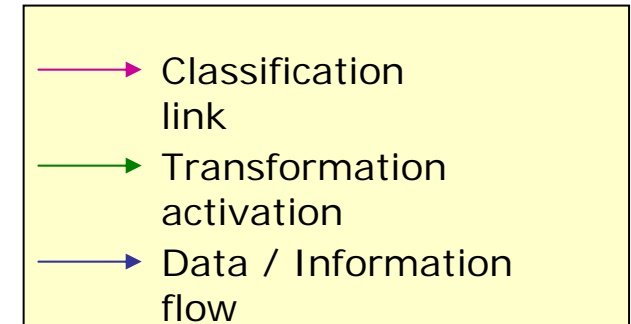 Classification
link
Transformation
activation
Data / Information
flow